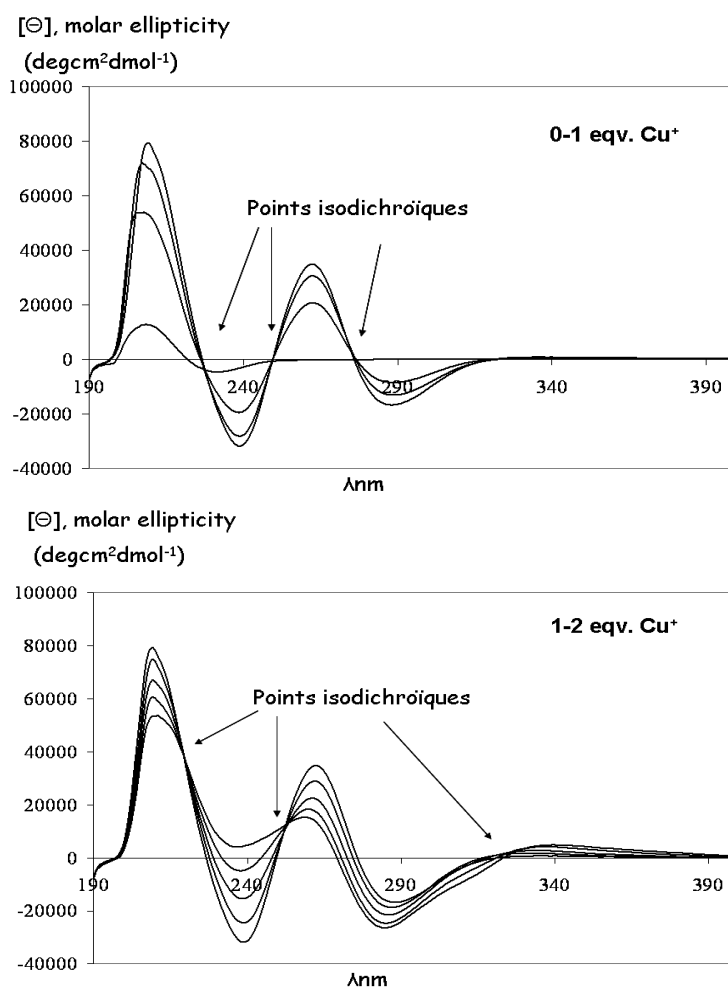 [Θ], molar ellipticity
(degcm²dmol⁻¹)
100000
0-1 eqv. Cu⁺
80000
60000
Points isodichroïques
40000
20000
0
190 240 290 340 390
-20000
-40000
λnm
[Θ], molar ellipticity
(degcm²dmol⁻¹)
100000
1-2 eqv. Cu⁺
80000
Points isodichroïques
60000
40000
20000
0
190 240 290 340 390
-20000
-40000
λnm